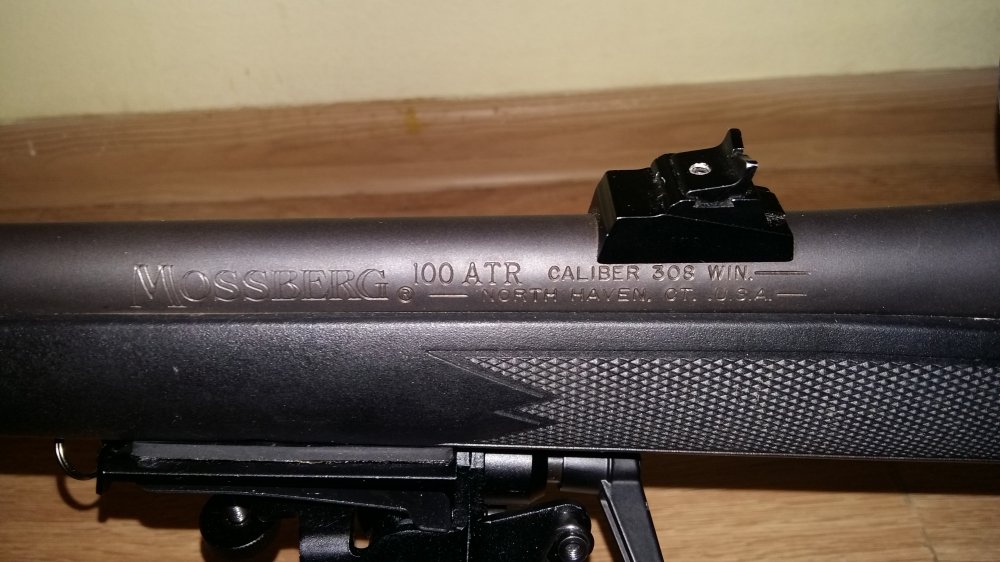 MOSSBERG® 100 ATR CALIBER 308 WIN.
NORTH HAVEN, CT. U.S.A.